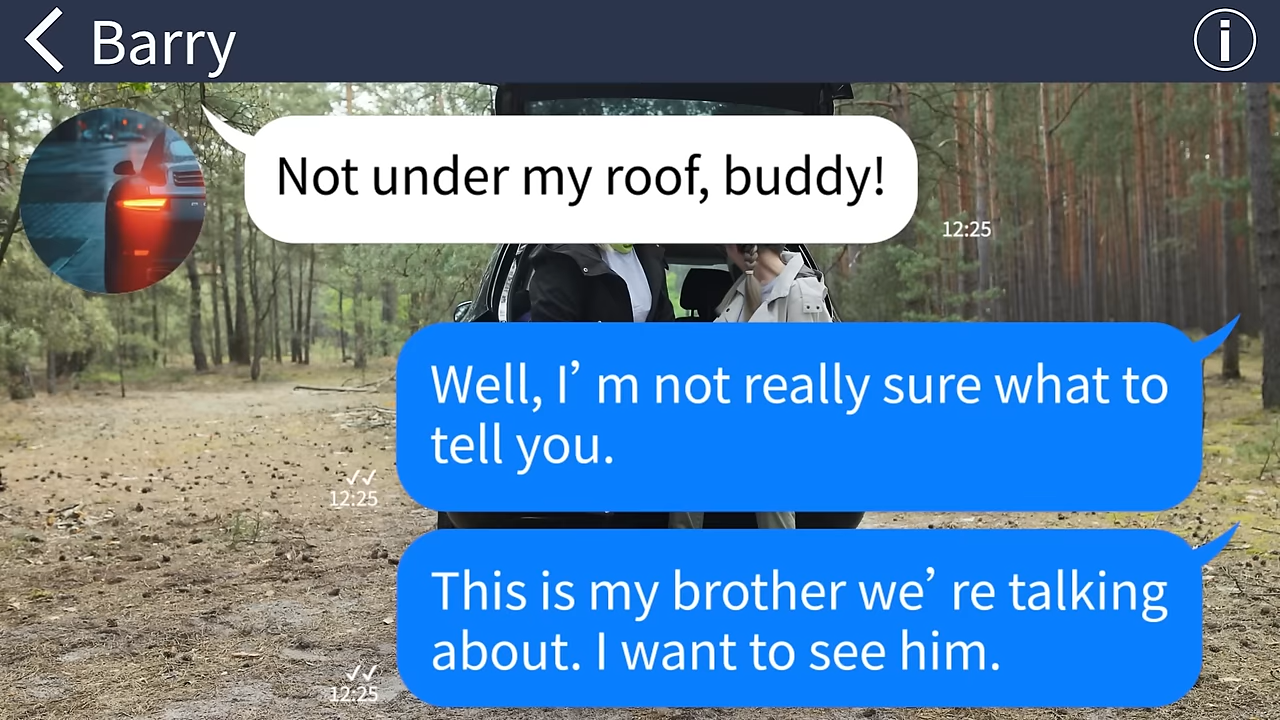 Barry
Not under my roof, buddy!
12:25
Well, I’ m not really sure what to
tell you.
12:25
This is my brother we’ re talking
about. I want to see him.
12:25